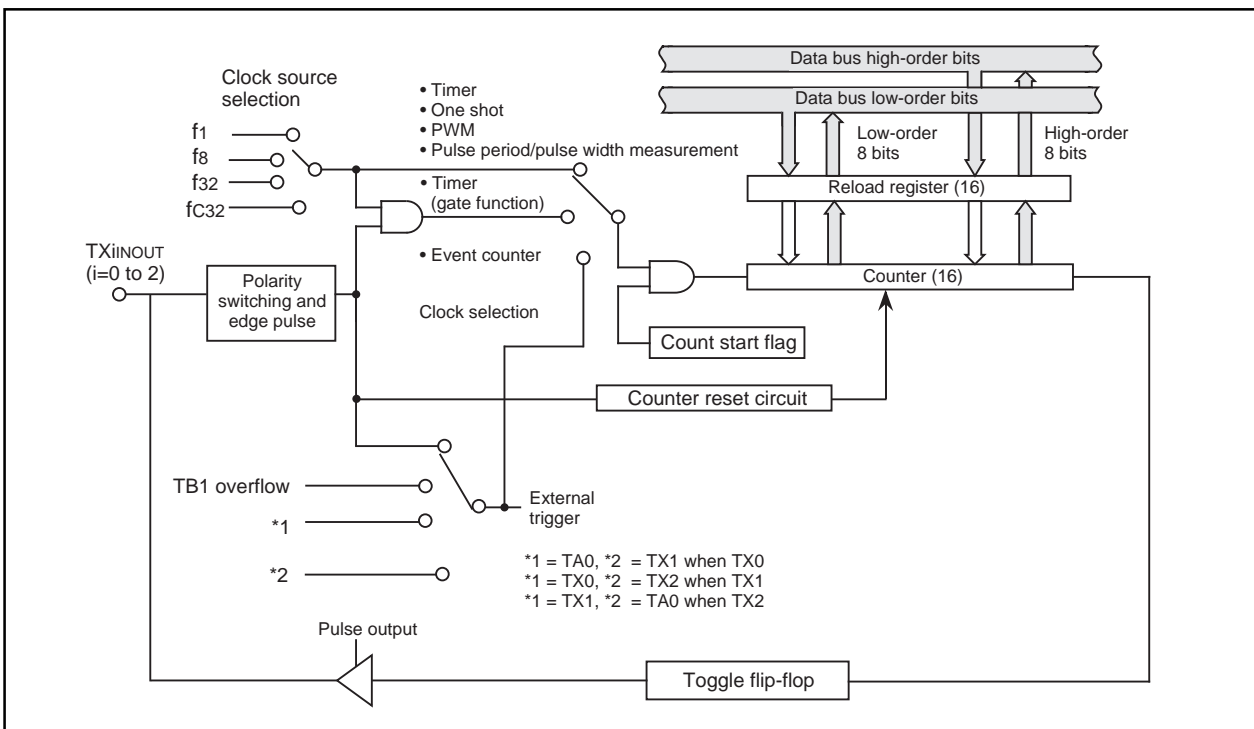 Clock source
selection
f1
f8
f32
fC32
• Timer
• One shot
• PWM
• Pulse period/pulse width measurement
• Timer
(gate function)
• Event counter
Clock selection
Data bus high-order bits
Data bus low-order bits
Low-order
8 bits
High-order
8 bits
Reload register (16)
Counter (16)
TXiINOUT
(i=0 to 2)
Polarity
switching and
edge pulse
Count start flag
Counter reset circuit
TB1 overflow
*1
*2
External
trigger
*1 = TA0, *2 = TX1 when TX0
*1 = TX0, *2 = TX2 when TX1
*1 = TX1, *2 = TA0 when TX2
Pulse output
Toggle flip-flop